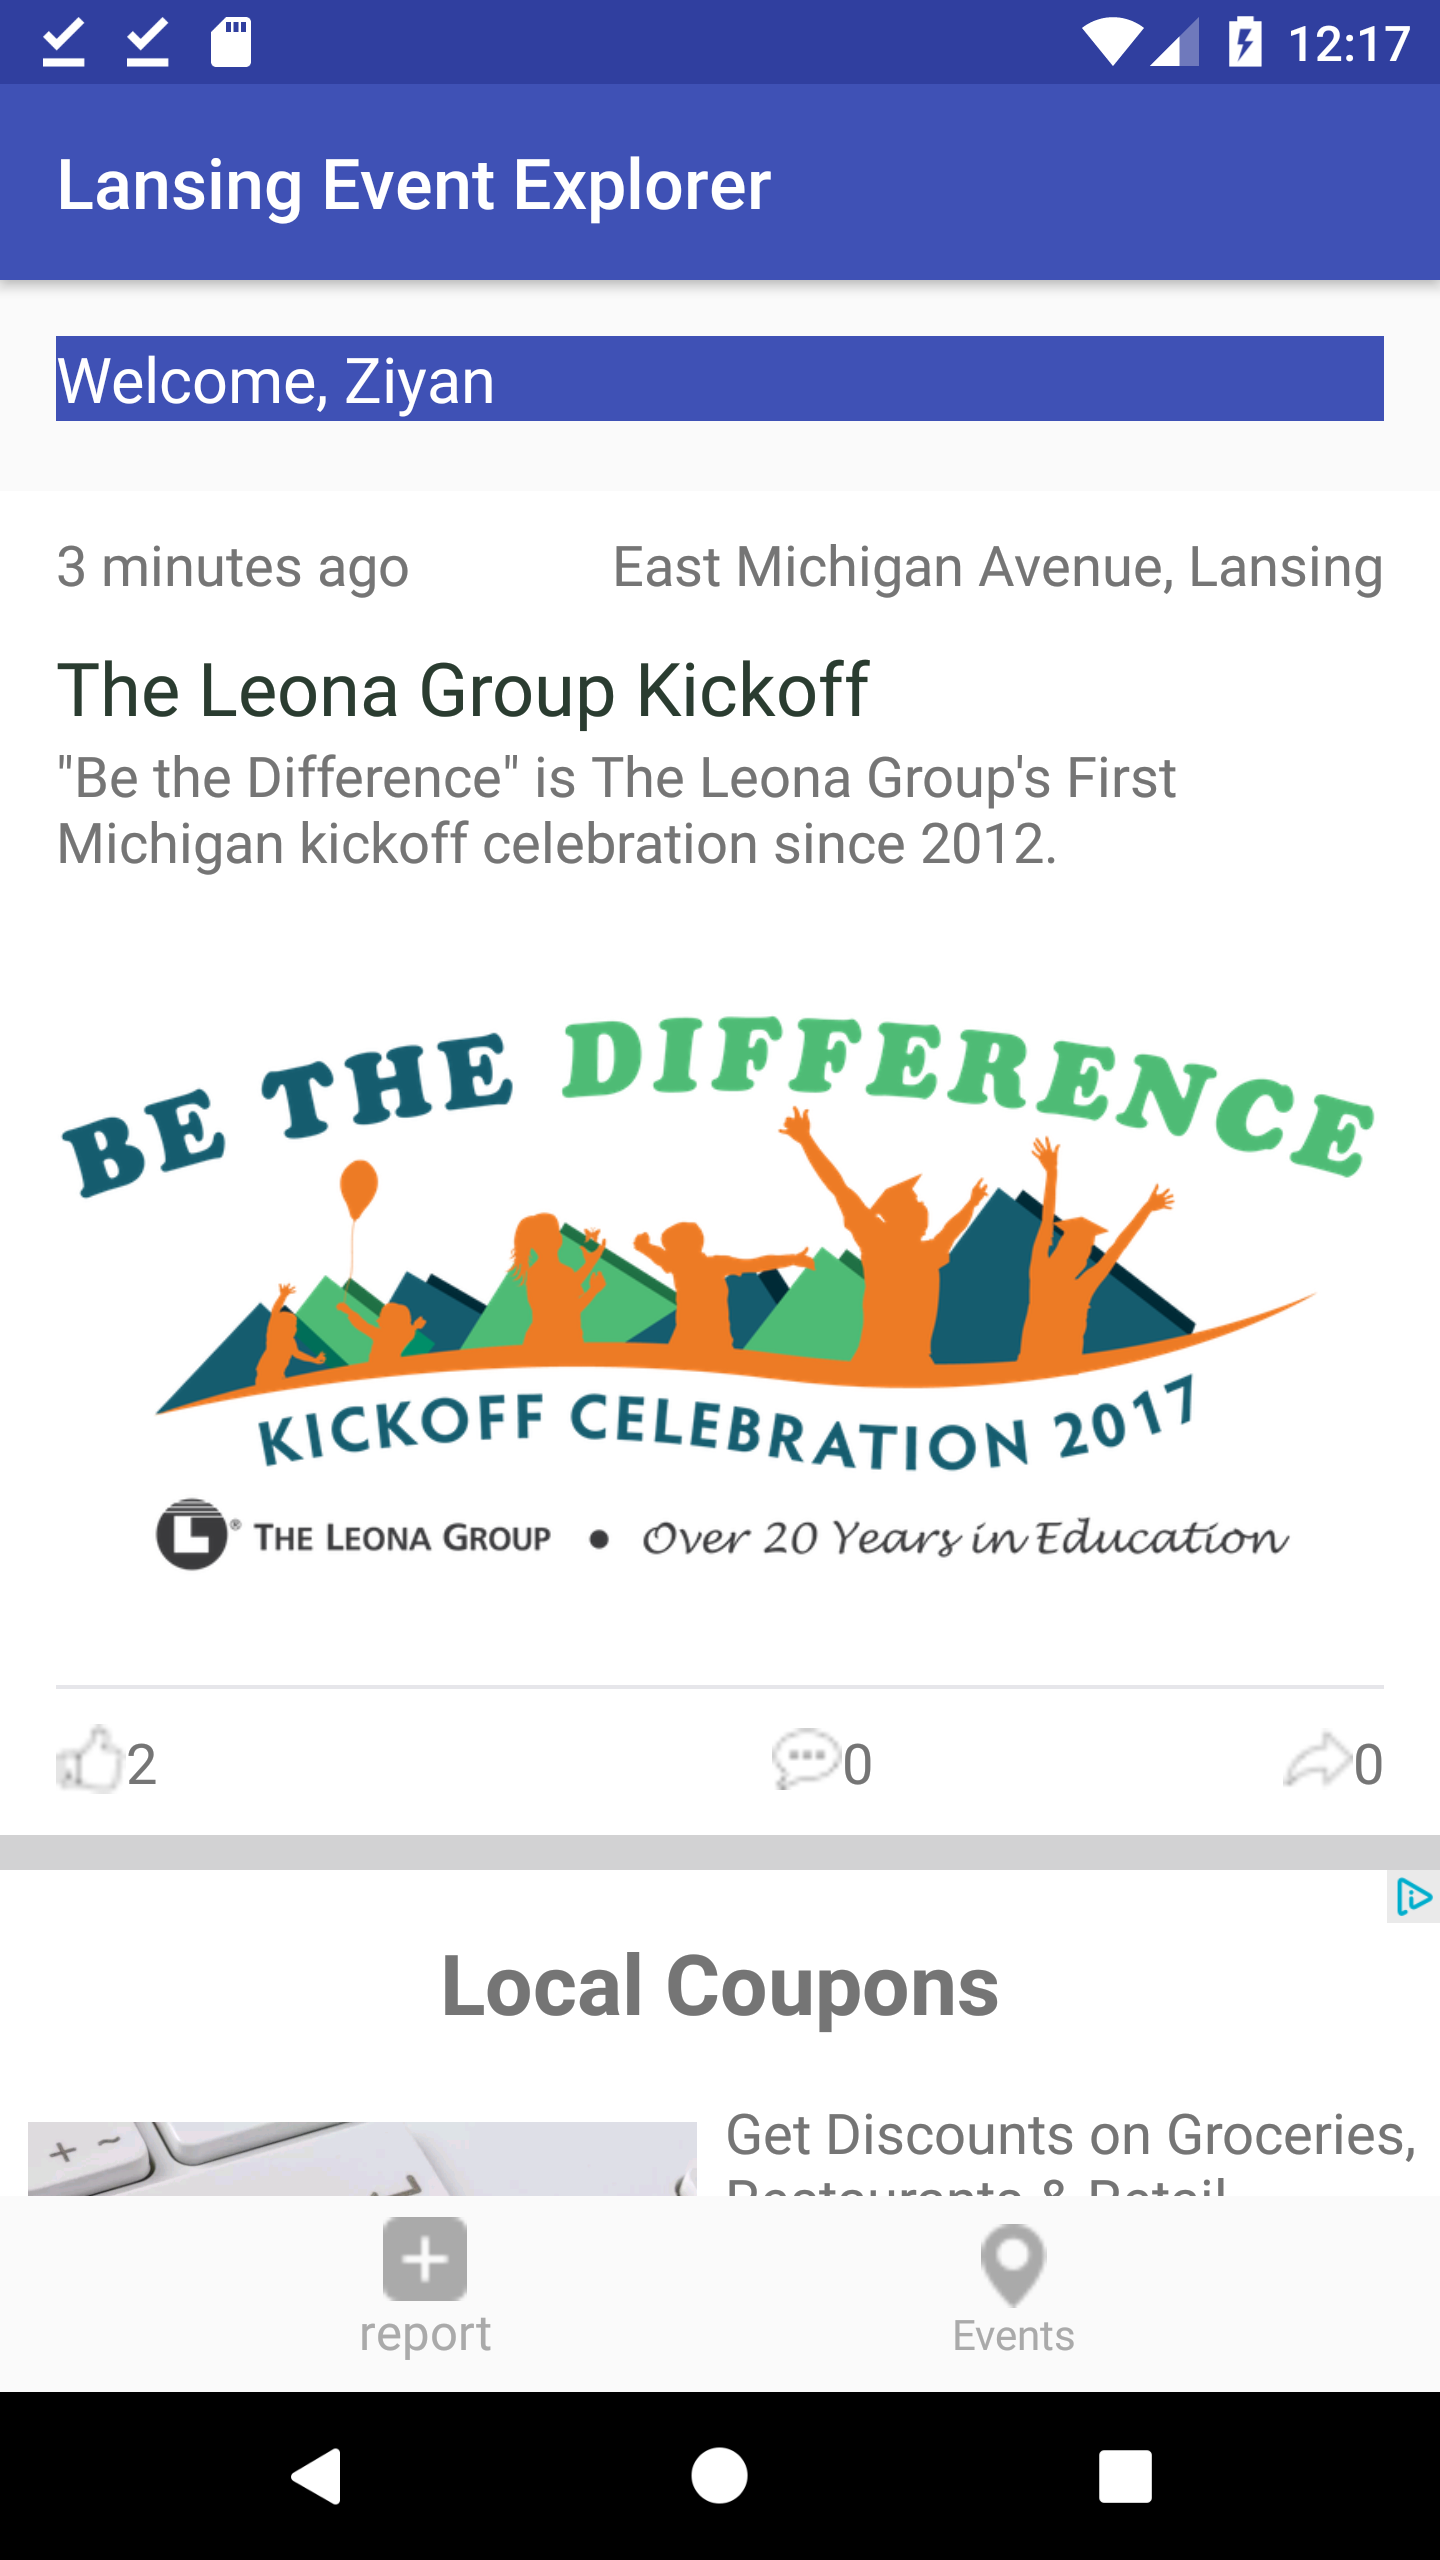 12:17
Lansing Event Explorer
Welcome, Ziyan
3 minutes ago
East Michigan Avenue, Lansing
The Leona Group Kickoff
"Be the Difference" is The Leona Group's First
Michigan kickoff celebration since 2012.
BE THE DIFFERENCE
KICKOFF CELEBRATION 2017
L® THE LEONA GROUP • Over 20 Years in Education
2
0
0
Local Coupons
Get Discounts on Groceries,
Restaurants & Retail
report
Events